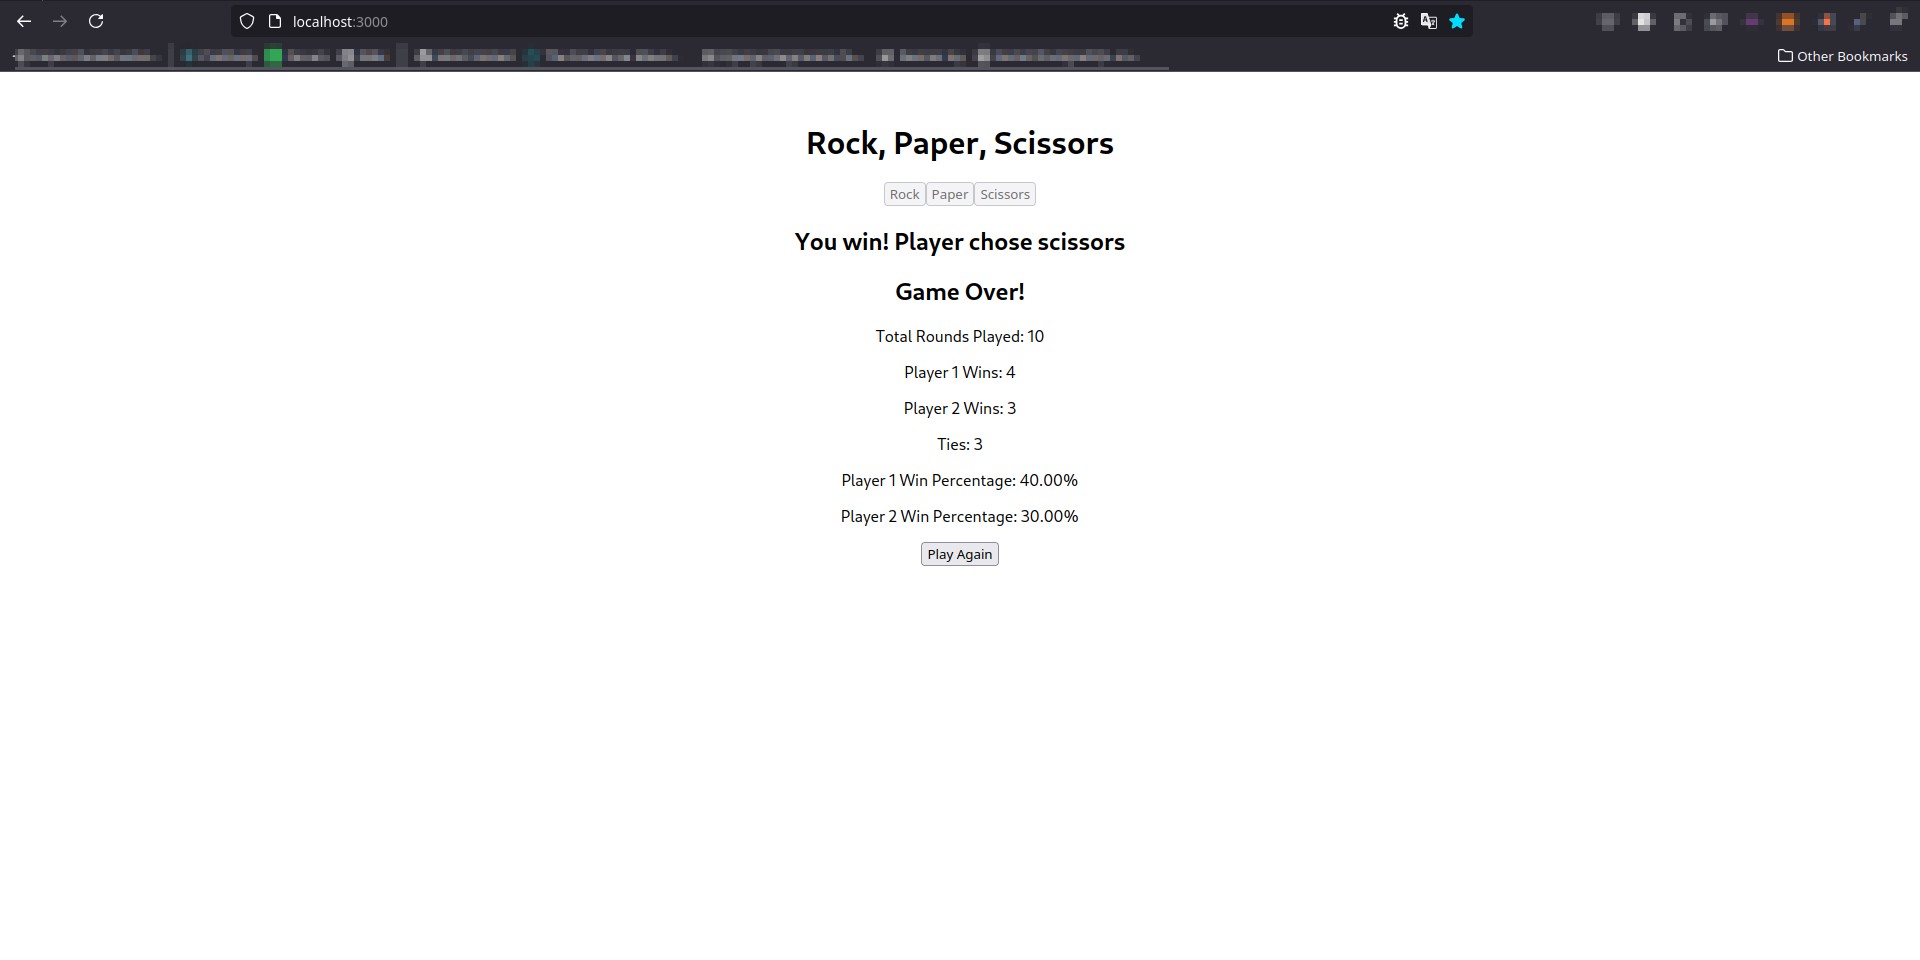 localhost:3000
Other Bookmarks
Rock, Paper, Scissors
Rock Paper Scissors
You win! Player chose scissors
Game Over!
Total Rounds Played: 10
Player 1 Wins: 4
Player 2 Wins: 3
Ties: 3
Player 1 Win Percentage: 40.00%
Player 2 Win Percentage: 30.00%
Play Again